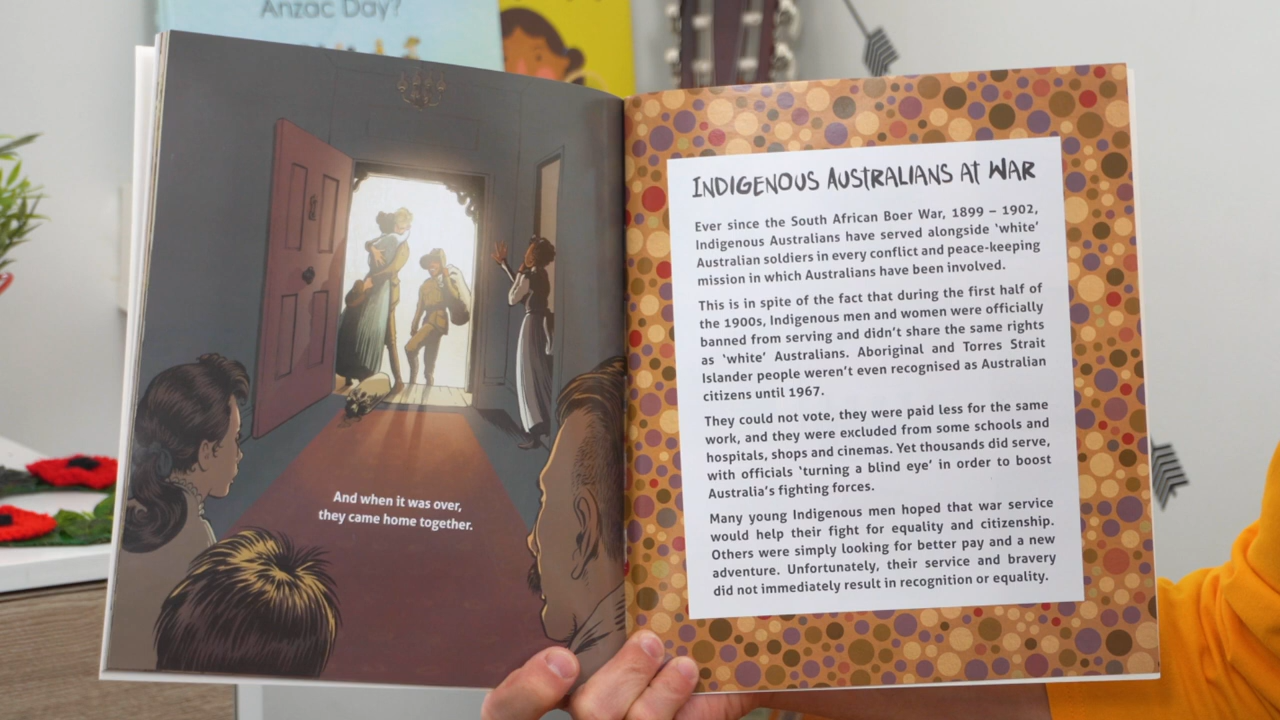 Anzac Day?
And when it was over,
they came home together.
INDIGENOUS AUSTRALIANS AT WAR
Ever since the South African Boer War, 1899 – 1902,
Indigenous Australians have served alongside ‘white’
Australian soldiers in every conflict and peace-keeping
mission in which Australians have been involved.
This is in spite of the fact that during the first half of
the 1900s, Indigenous men and women were officially
banned from serving and didn’t share the same rights
as ‘white’ Australians. Aboriginal and Torres Strait
Islander people weren’t even recognised as Australian
citizens until 1967.
They could not vote, they were paid less for the same
work, and they were excluded from some schools and
hospitals, shops and cinemas. Yet thousands did serve,
with officials ‘turning a blind eye’ in order to boost
Australia’s fighting forces.
Many young Indigenous men hoped that war service
would help their fight for equality and citizenship.
Others were simply looking for better pay and a new
adventure. Unfortunately, their service and bravery
did not immediately result in recognition or equality.